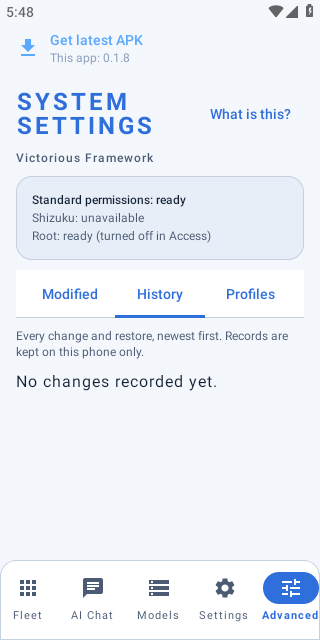 5:48
Get latest APK
This app: 0.1.8
SYSTEM
SETTINGS
What is this?
Victorious Framework
Standard permissions: ready
Shizuku: unavailable
Root: ready (turned off in Access)
Modified
History
Profiles
Every change and restore, newest first. Records are
kept on this phone only.
No changes recorded yet.
Fleet
AI Chat
Models
Settings
Advanced